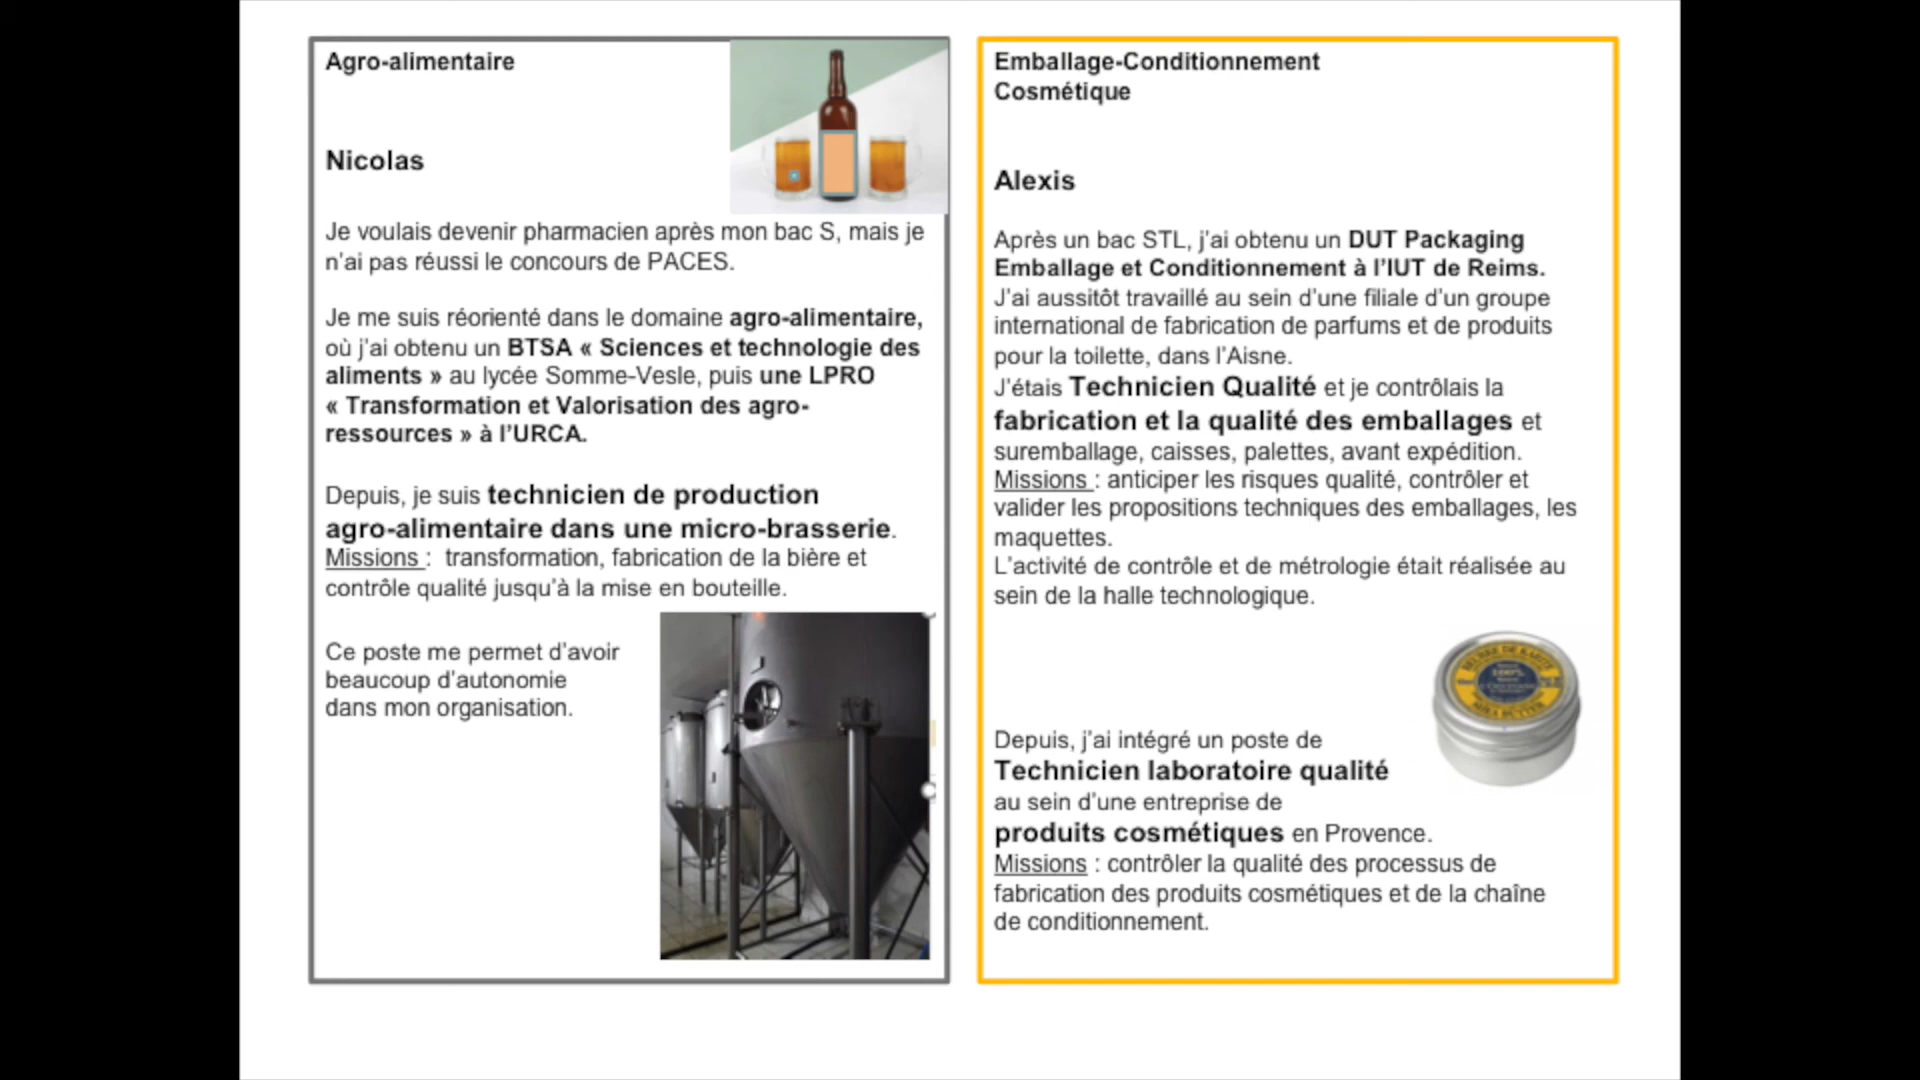 Agro-alimentaire
Nicolas
Je voulais devenir pharmacien après mon bac S, mais je
n'ai pas réussi le concours de PACES.
Je me suis réorienté dans le domaine agro-alimentaire,
où j'ai obtenu un BTSA « Sciences et technologie des
aliments » au lycée Somme-Vesle, puis une LPRO
« Transformation et Valorisation des agro-
ressources » à l'URCA.
Depuis, je suis technicien de production
agro-alimentaire dans une micro-brasserie.
Missions :  transformation, fabrication de la bière et
contrôle qualité jusqu'à la mise en bouteille.
Ce poste me permet d'avoir
beaucoup d'autonomie
dans mon organisation.
Emballage-Conditionnement
Cosmétique
Alexis
Après un bac STL, j'ai obtenu un DUT Packaging
Emballage et Conditionnement à l'IUT de Reims.
J'ai aussitôt travaillé au sein d'une filiale d'un groupe
international de fabrication de parfums et de produits
pour la toilette, dans l'Aisne.
J'étais Technicien Qualité et je contrôlais la
fabrication et la qualité des emballages et
suremballage, caisses, palettes, avant expédition.
Missions : anticiper les risques qualité, contrôler et
valider les propositions techniques des emballages, les
maquettes.
L'activité de contrôle et de métrologie était réalisée au
sein de la halle technologique.
BEURRE DE KARITÉ
100%
L'OCCITANE
SHEA BUTTER
Depuis, j'ai intégré un poste de
Technicien laboratoire qualité
au sein d'une entreprise de
produits cosmétiques en Provence.
Missions : contrôler la qualité des processus de
fabrication des produits cosmétiques et de la chaîne
de conditionnement.